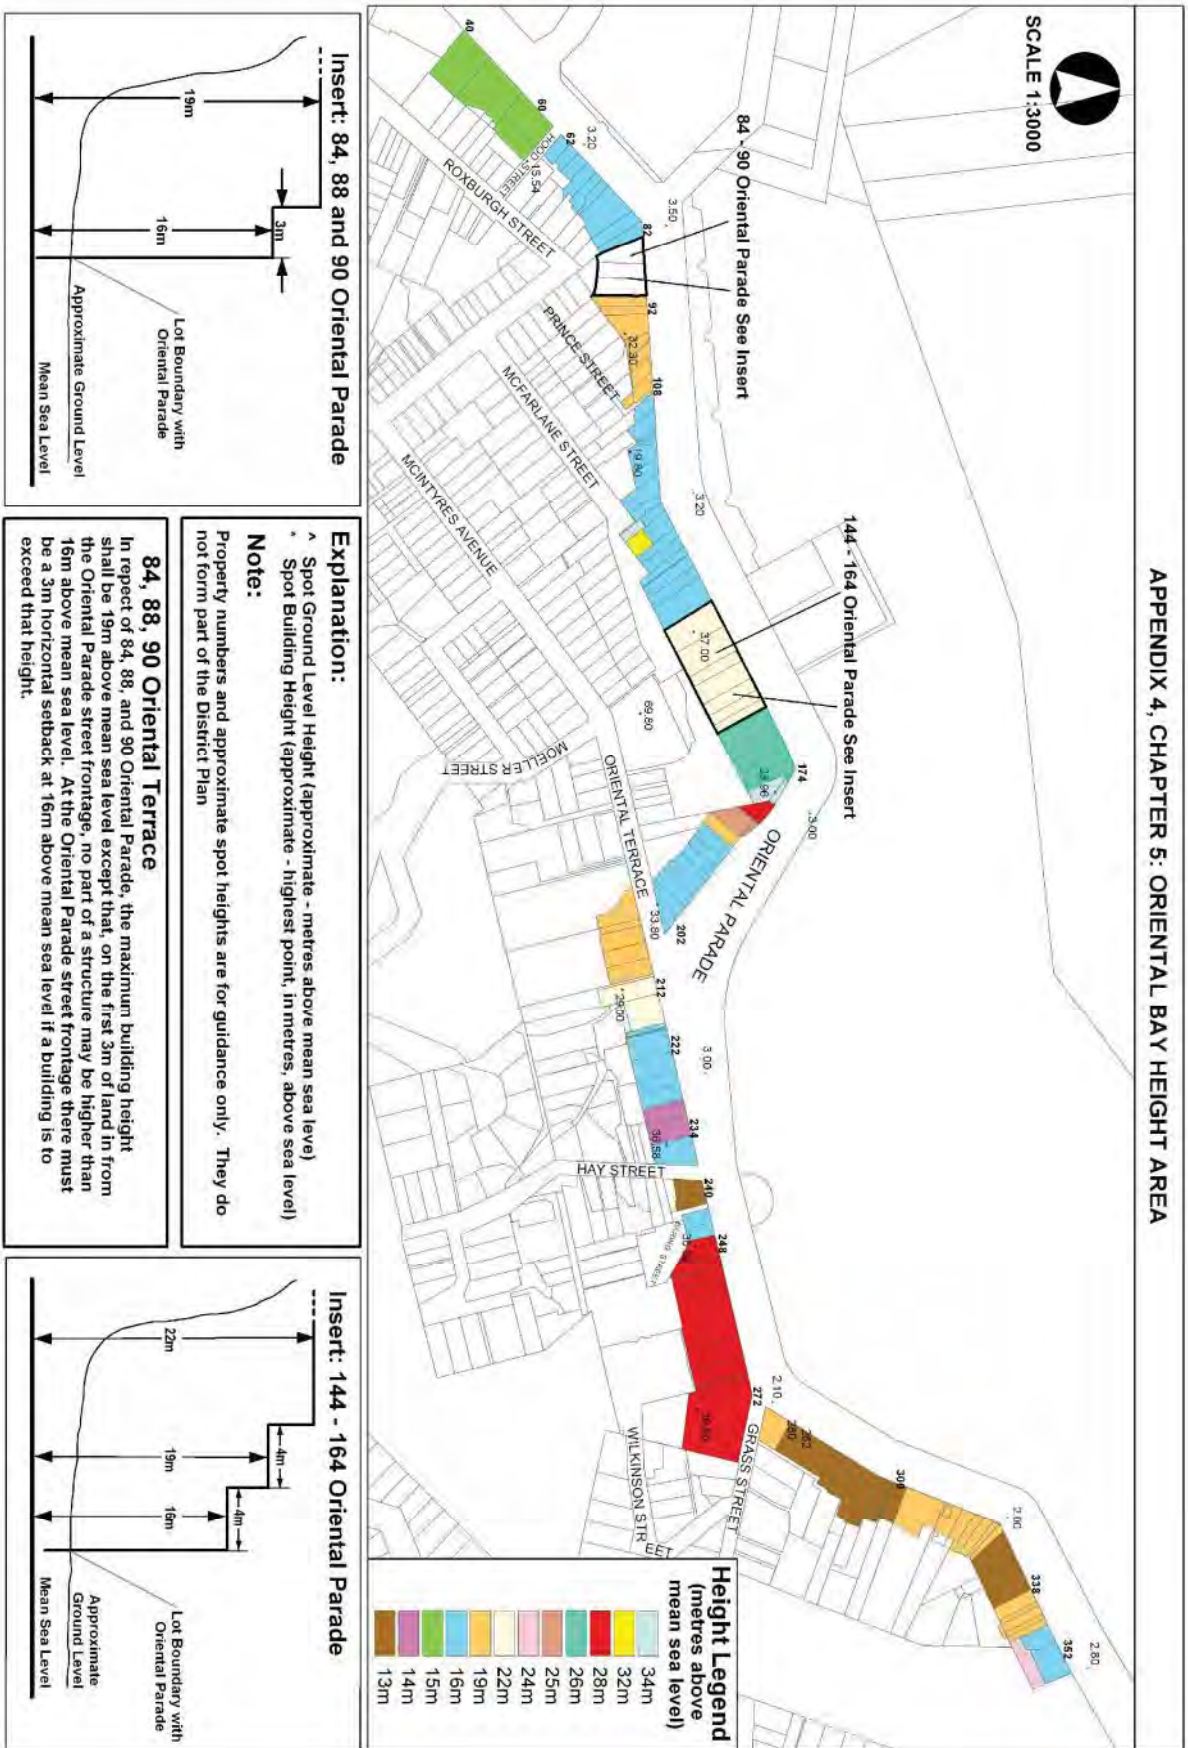 APPENDIX 4, CHAPTER 5: ORIENTAL BAY HEIGHT AREA
SCALE 1:3000
84 - 90 Oriental Parade See Insert
144 - 164 Oriental Parade See Insert
40
60
62
3.20
82
3.50
92
108
32.30
19.80
3.20
37.00
69.80
174
3.00
202
33.80
212
29.00
222
3.00
234
36.58
240
248
272
2.10
309
2.90
338
352
2.80
ROXBURGH STREET
PRINCE STREET
MCFARLANE STREET
MCINTYRES AVENUE
MOELLER STREET
ORIENTAL TERRACE
ORIENTAL PARADE
HAY STREET
WILKINSON STREET
GRASS STREET
Height Legend
(metres above
mean sea level)
34m
32m
28m
26m
25m
24m
22m
19m
16m
15m
14m
13m
Insert: 84, 88 and 90 Oriental Parade
19m
16m
3m
Lot Boundary with
Oriental Parade
Approximate Ground Level
Mean Sea Level
Explanation:
^ Spot Ground Level Height (approximate - metres above mean sea leve)
* Spot Building Height (approximate - highest point, in metres, above sea level)
Note:
Property numbers and approximate spot heights are for guidance only. They do
not form part of the District Plan
84, 88, 90 Oriental Terrace
In repect of 84, 88, and 90 Oriental Parade, the maximum building height
shall be 19m above mean sea level except that, on the first 3m of land in from
the Oriental Parade street frontage, no part of a structure may be higher than
16m above mean sea level. At the Oriental Parade street frontage there must
be a 3m horizontal setback at 16m above mean sea level if a building is to
exceed that height.
Insert: 144 - 164 Oriental Parade
22m
19m
16m
4m
4m
Lot Boundary with
Oriental Parade
Approximate
Ground Level
Mean Sea Level